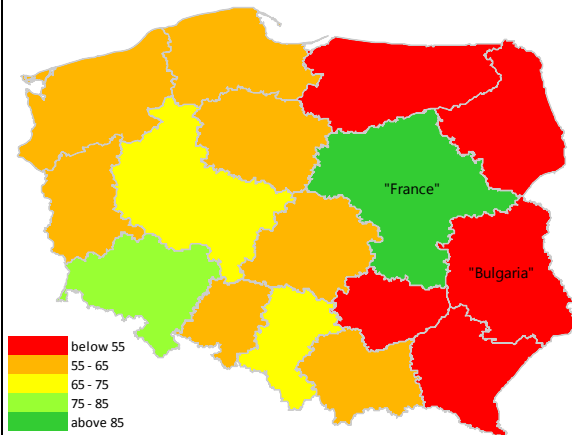 "France"
"Bulgaria"
below 55
55 - 65
65 - 75
75 - 85
above 85